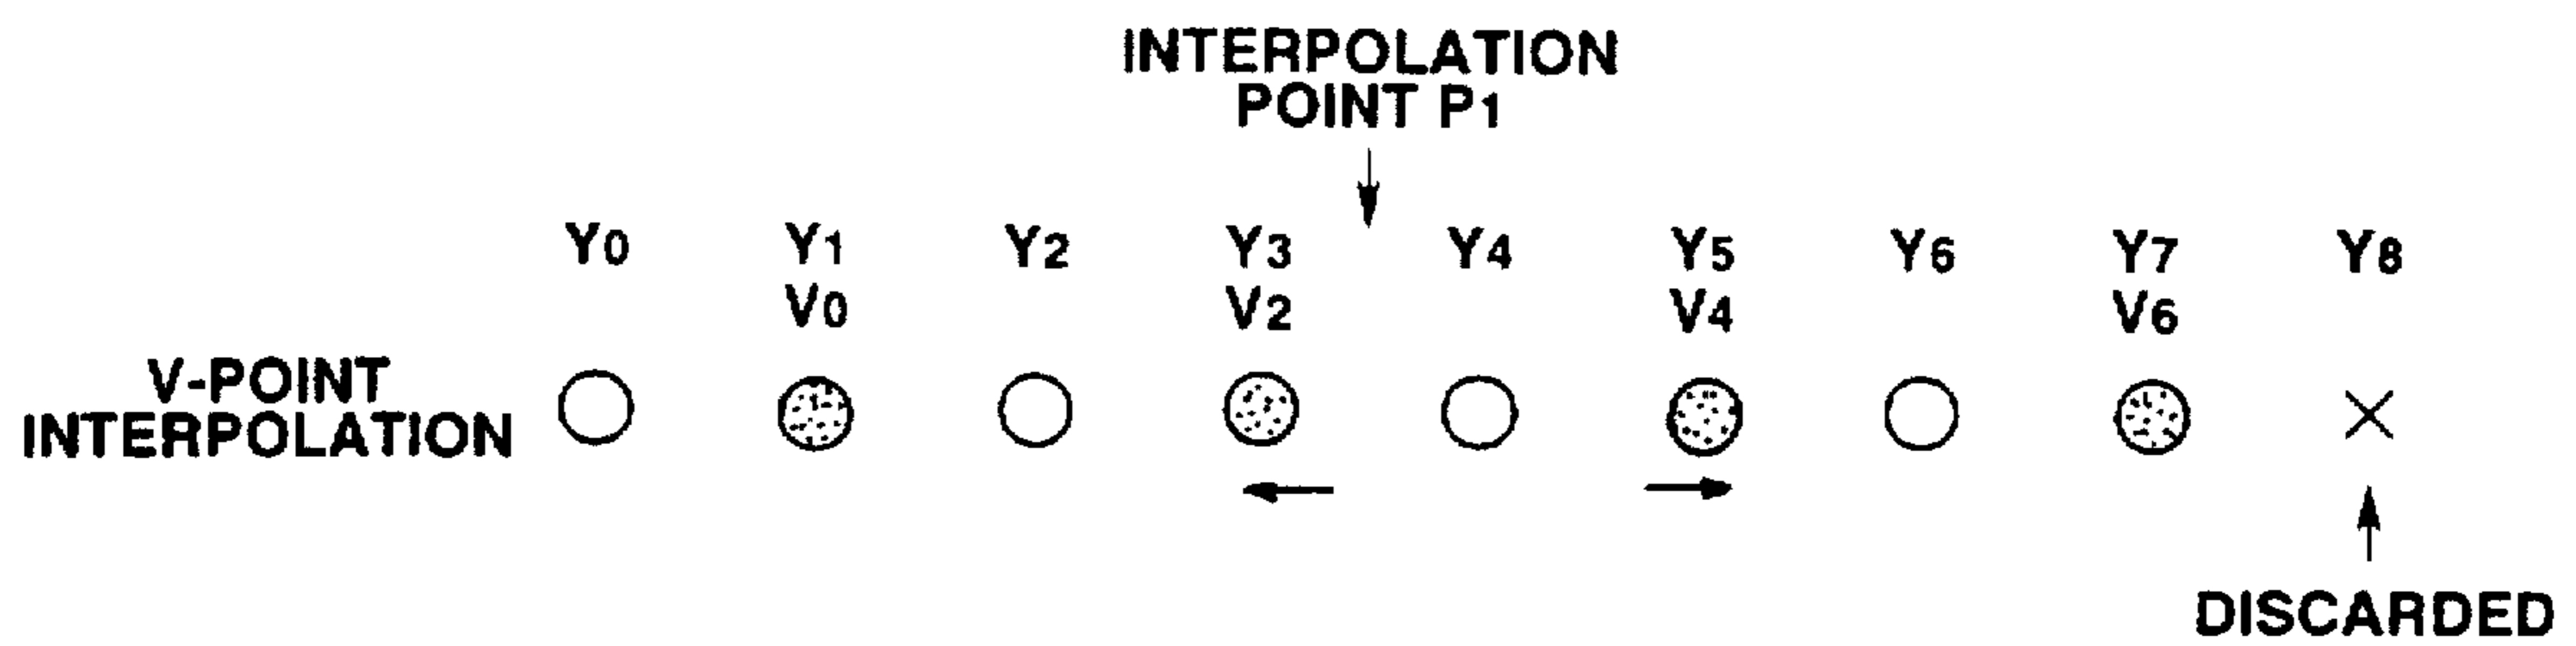 INTERPOLATION
POINT P1
Y0 Y1 Y2 Y3 Y4 Y5 Y6 Y7 Y8
V0 V2 V4 V6
V-POINT
INTERPOLATION
DISCARDED